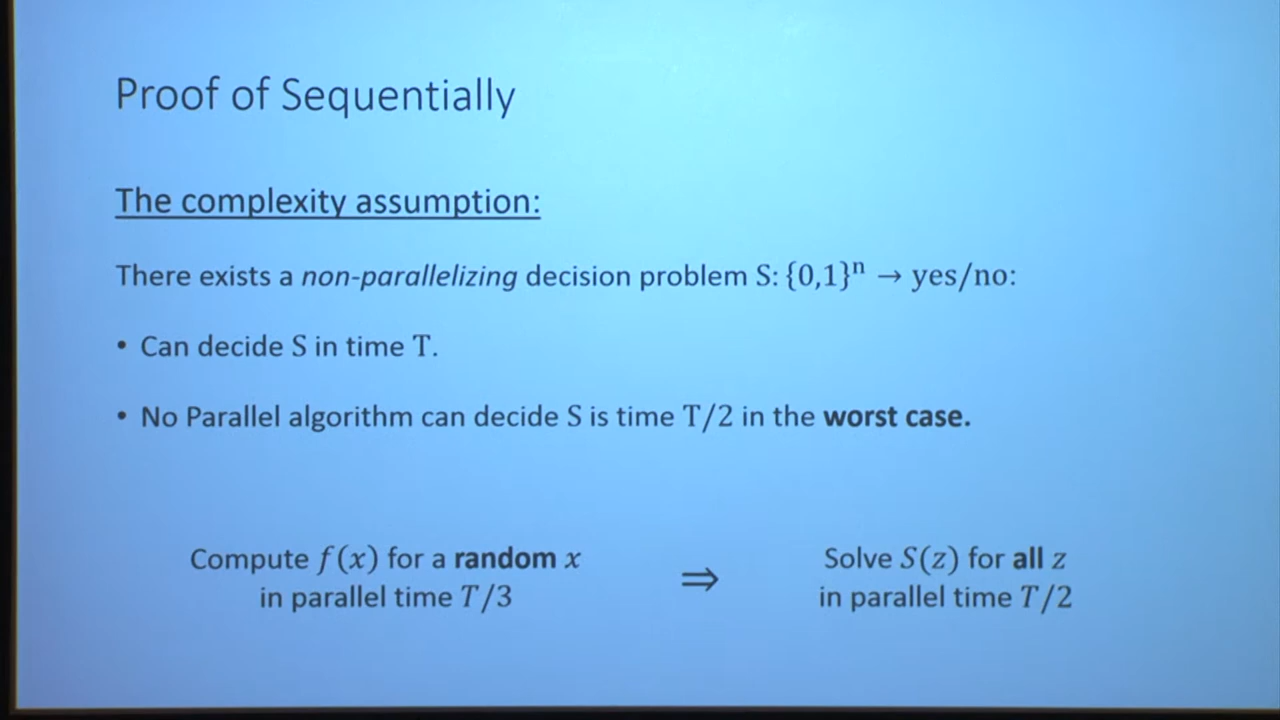 Proof of Sequentially
The complexity assumption:
There exists a non-parallelizing decision problem S: {0,1}ⁿ → yes/no:
• Can decide S in time T.
• No Parallel algorithm can decide S is time T/2 in the worst case.
Compute f(x) for a random x
in parallel time T/3
⇒
Solve S(z) for all z
in parallel time T/2